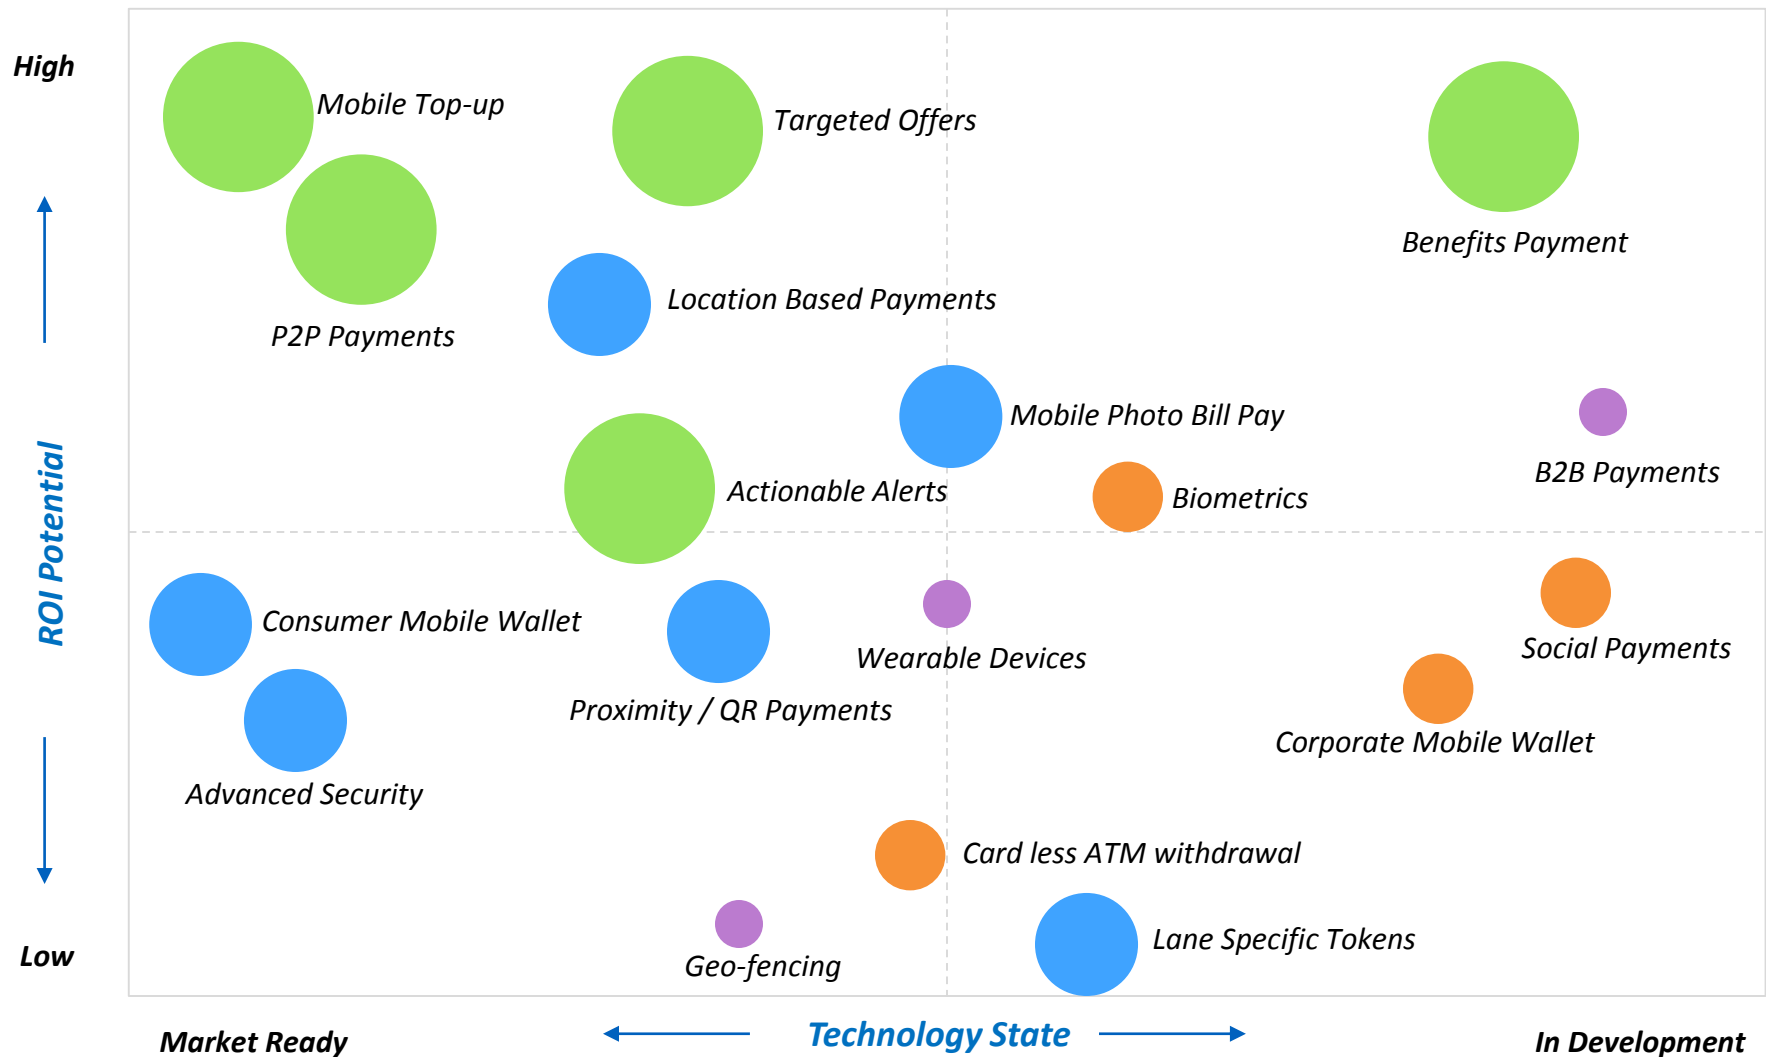 High
Mobile Top-up
Targeted Offers
Benefits Payment
Location Based Payments
P2P Payments
Mobile Photo Bill Pay
B2B Payments
Actionable Alerts
Biometrics
ROI Potential
Consumer Mobile Wallet
Wearable Devices
Social Payments
Proximity / QR Payments
Corporate Mobile Wallet
Advanced Security
Card less ATM withdrawal
Lane Specific Tokens
Low
Geo-fencing
Market Ready
Technology State
In Development